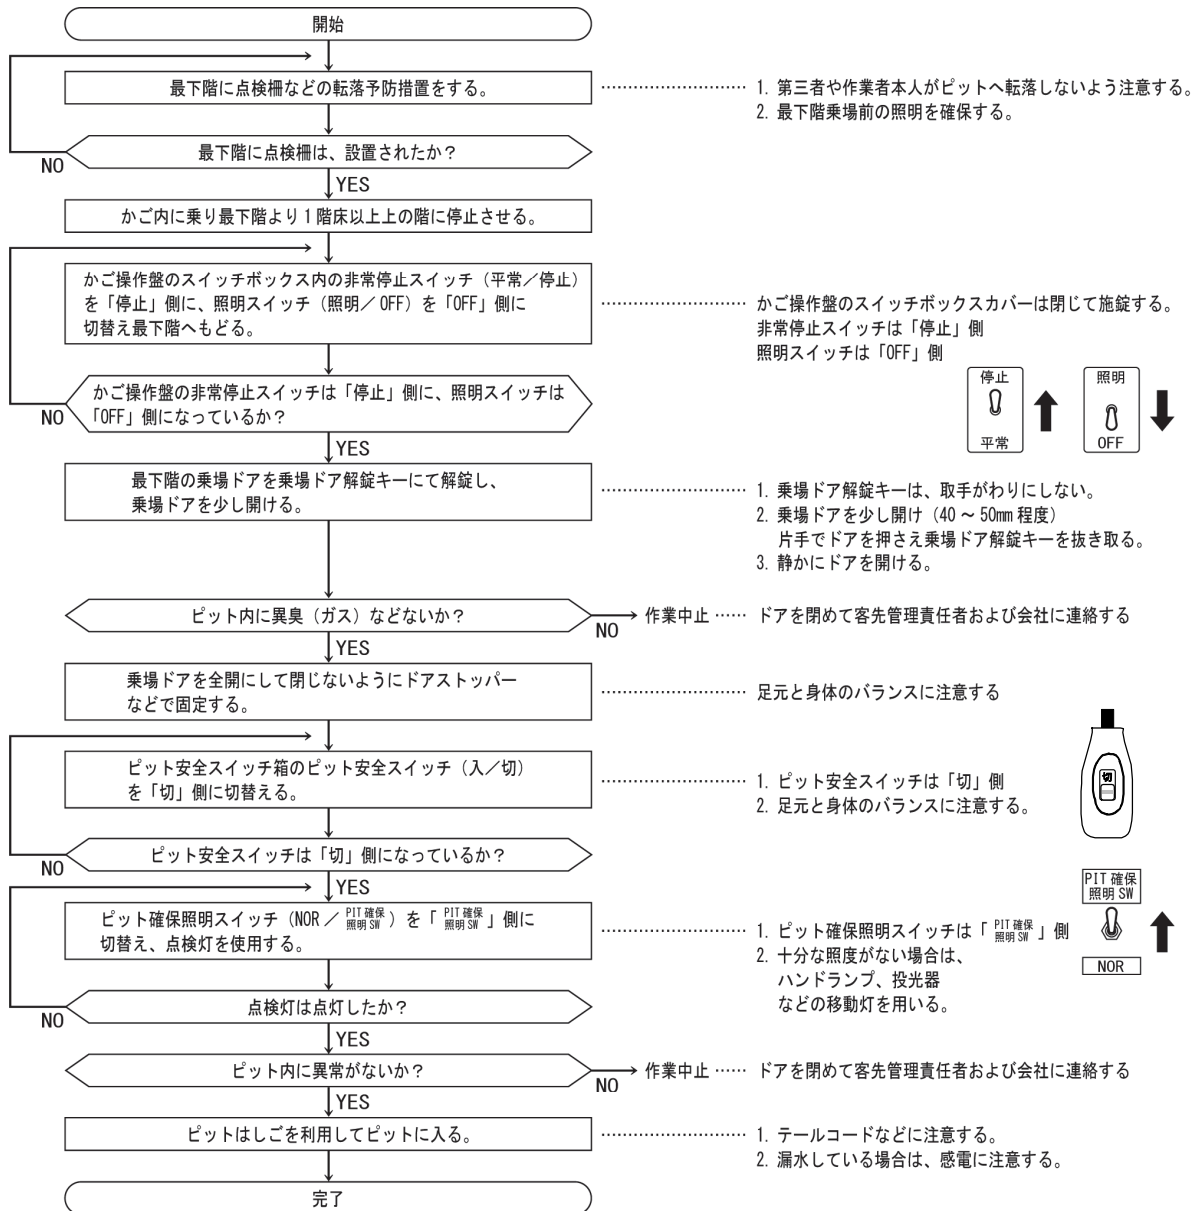 開始
最下階に点検柵などの転落予防措置をする。
1. 第三者や作業者本人がピットへ転落しないよう注意する。
2. 最下階乗場前の照明を確保する。
最下階に点検柵は、設置されたか？
NO
YES
かご内に乗り最下階より1階床以上上の階に停止させる。
かご操作盤のスイッチボックス内の非常停止スイッチ（平常／停止）
を「停止」側に、照明スイッチ（照明／OFF）を「OFF」側に
切替え最下階へもどる。
かご操作盤のスイッチボックスカバーは閉じて施錠する。
非常停止スイッチは「停止」側
照明スイッチは「OFF」側
停止
平常
照明
OFF
かご操作盤の非常停止スイッチは「停止」側に、照明スイッチは
「OFF」側になっているか？
NO
YES
最下階の乗場ドアを乗場ドア解錠キーにて解錠し、
乗場ドアを少し開ける。
1. 乗場ドア解錠キーは、取手がわりにしない。
2. 乗場ドアを少し開け（40～50mm程度）
片手でドアを押さえ乗場ドア解錠キーを抜き取る。
3. 静かにドアを開ける。
ピット内に異臭（ガス）などないか？
NO
作業中止 …… ドアを閉めて客先管理責任者および会社に連絡する
YES
乗場ドアを全開にして閉じないようにドアストッパー
などで固定する。
足元と身体のバランスに注意する
ピット安全スイッチ箱のピット安全スイッチ（入／切）
を「切」側に切替える。
1. ピット安全スイッチは「切」側
2. 足元と身体のバランスに注意する。
切
ピット安全スイッチは「切」側になっているか？
NO
YES
ピット確保照明スイッチ（NOR／PIT確保照明SW）を「PIT確保照明SW」側に
切替え、点検灯を使用する。
1. ピット確保照明スイッチは「PIT確保照明SW」側
2. 十分な照度がない場合は、
ハンドランプ、投光器
などの移動灯を用いる。
PIT確保
照明SW
NOR
点検灯は点灯したか？
NO
YES
ピット内に異常がないか？
NO
作業中止 …… ドアを閉めて客先管理責任者および会社に連絡する
YES
ピットはしごを利用してピットに入る。
1. テールコードなどに注意する。
2. 漏水している場合は、感電に注意する。
完了